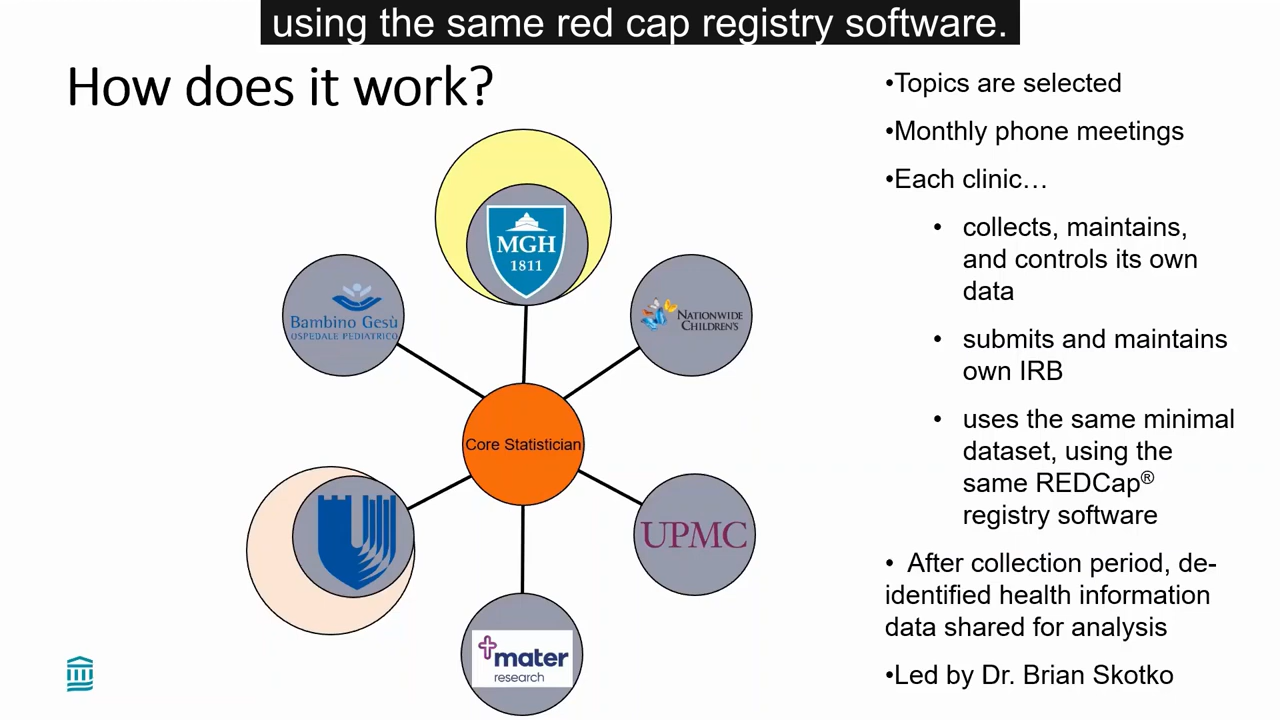 using the same red cap registry software.
How does it work?
MGH
1811
Bambino Gesù
OSPEDALE PEDIATRICO
NATIONWIDE
CHILDREN'S
Core Statistician
UPMC
mater
research
•Topics are selected
•Monthly phone meetings
•Each clinic…
• collects, maintains,
and controls its own
data
• submits and maintains
own IRB
• uses the same minimal
dataset, using the
same REDCap®
registry software
• After collection period, de-
identified health information
data shared for analysis
•Led by Dr. Brian Skotko